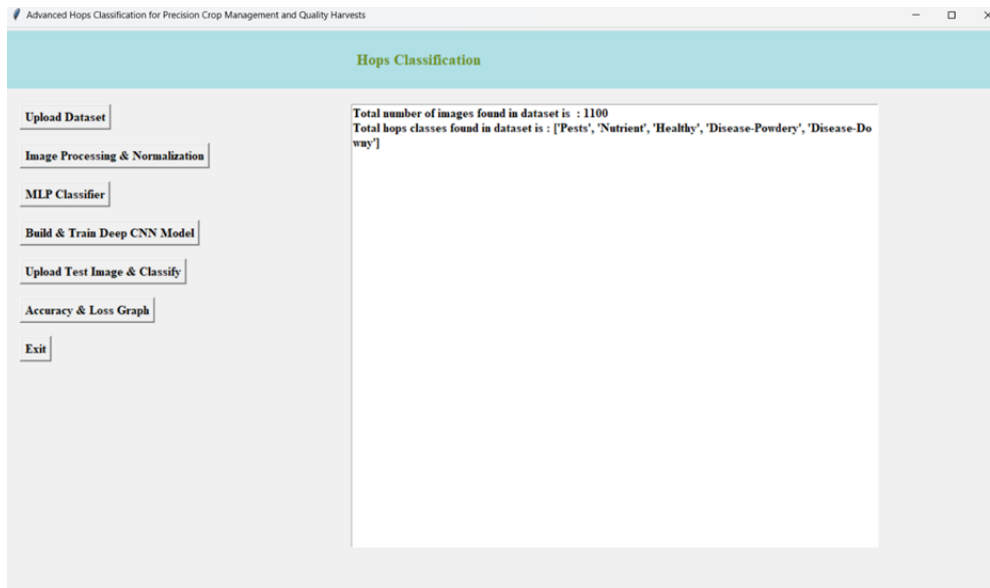 Advanced Hops Classification for Precision Crop Management and Quality Harvests
Hops Classification
Upload Dataset
Image Processing & Normalization
MLP Classifier
Build & Train Deep CNN Model
Upload Test Image & Classify
Accuracy & Loss Graph
Exit
Total number of images found in dataset is  : 1100
Total hops classes found in dataset is : ['Pests', 'Nutrient', 'Healthy', 'Disease-Powdery', 'Disease-Do
wny']